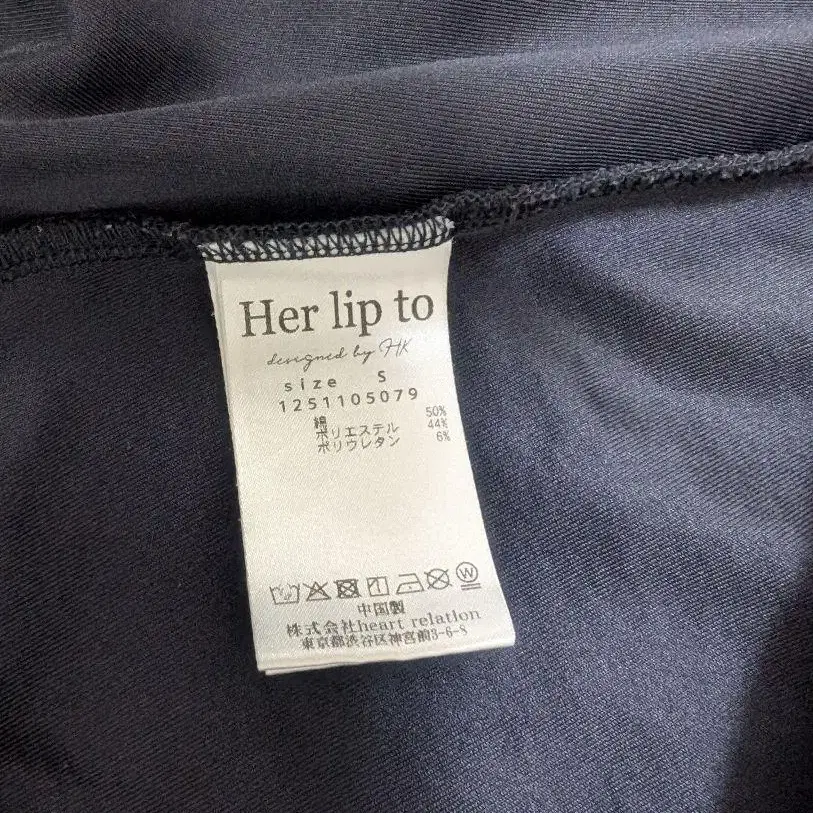 Her lip to
designed by HK
size S
1251105079
綿 50%
ポリエステル 44%
ポリウレタン 6%
W
中国製
株式会社heart relation
東京都渋谷区神宮前3-6-8